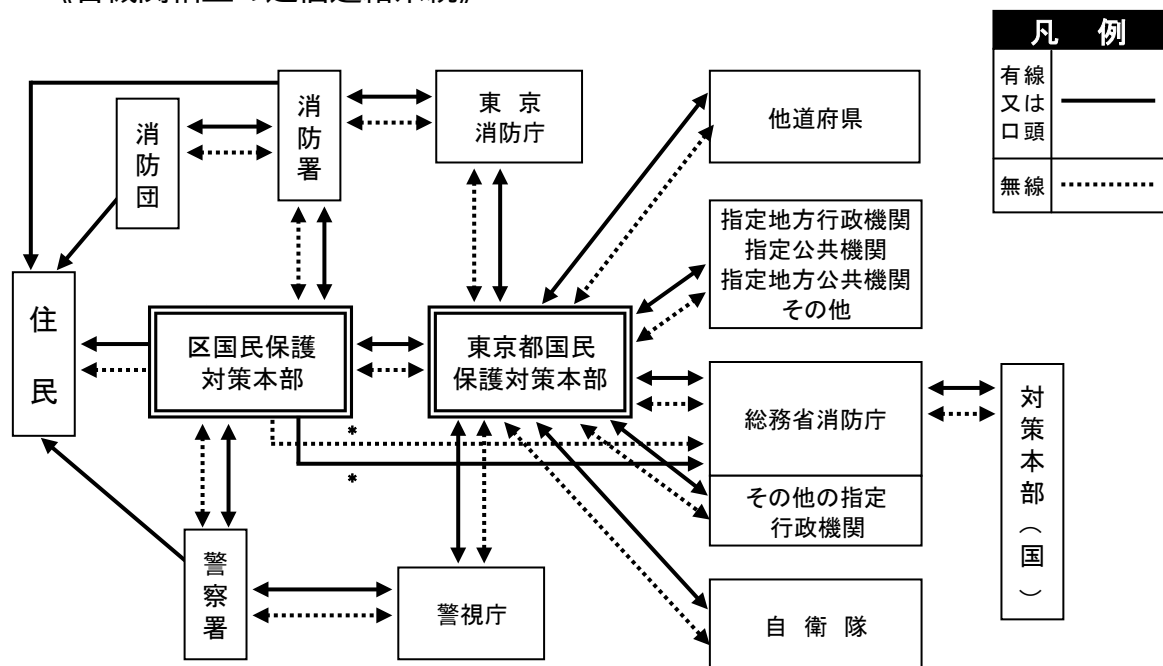 凡 例
有線
又は
口頭
無線
消防署
東 京
消防庁
他道府県
消防団
指定地方行政機関
指定公共機関
指定地方公共機関
その他
住民
区国民保護
対策本部
東京都国民
保護対策本部
総務省消防庁
対策本部（国）
*
*
その他の指定
行政機関
警察署
警視庁
自 衛 隊